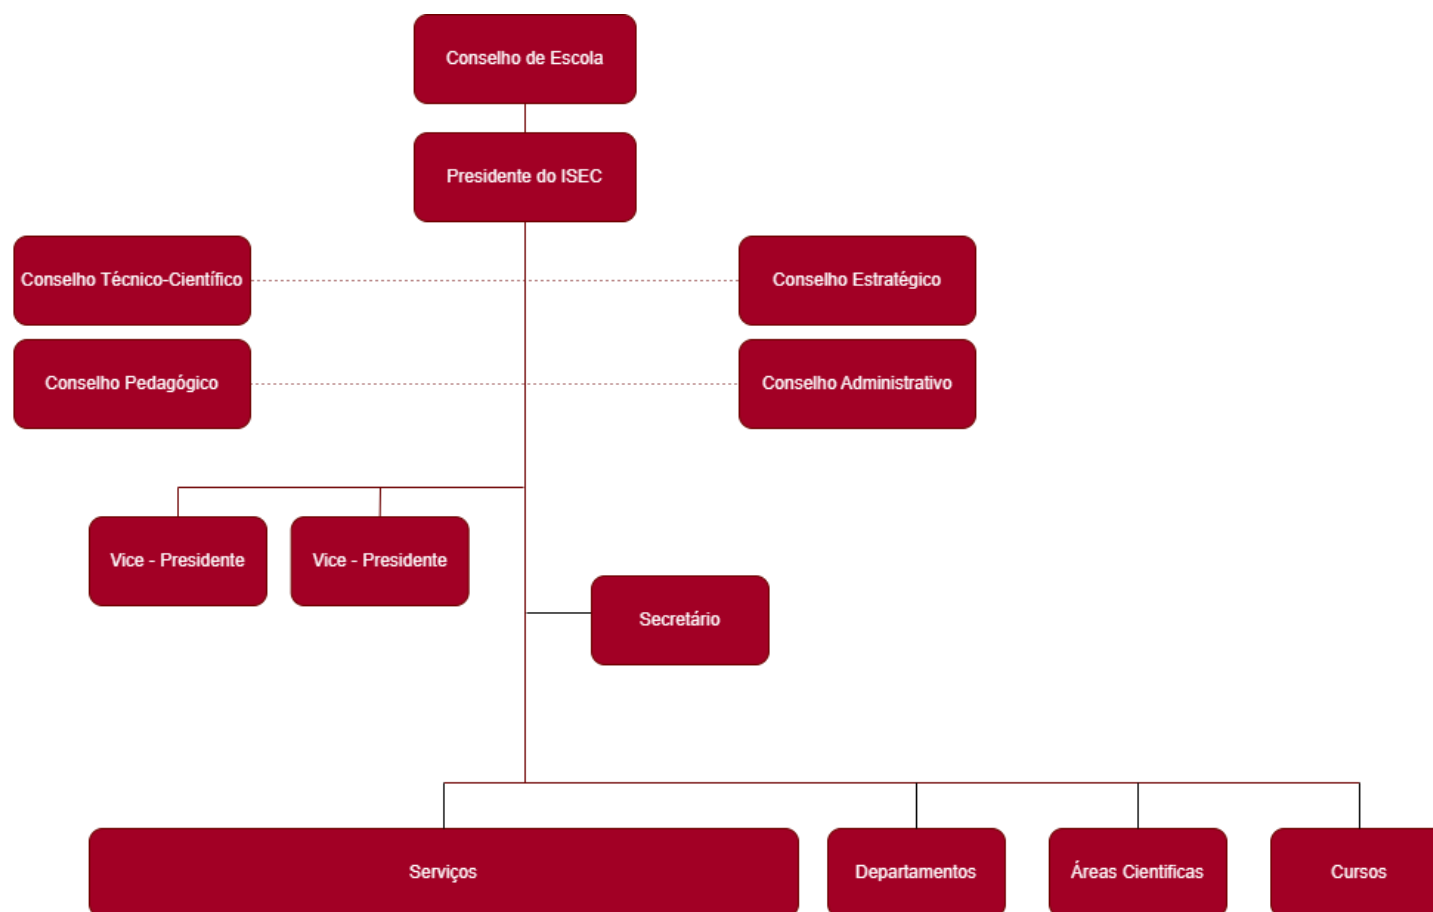 Conselho de Escola
Presidente do ISEC
Conselho Técnico-Científico
Conselho Estratégico
Conselho Pedagógico
Conselho Administrativo
Vice - Presidente
Vice - Presidente
Secretário
Serviços
Departamentos
Áreas Cientificas
Cursos